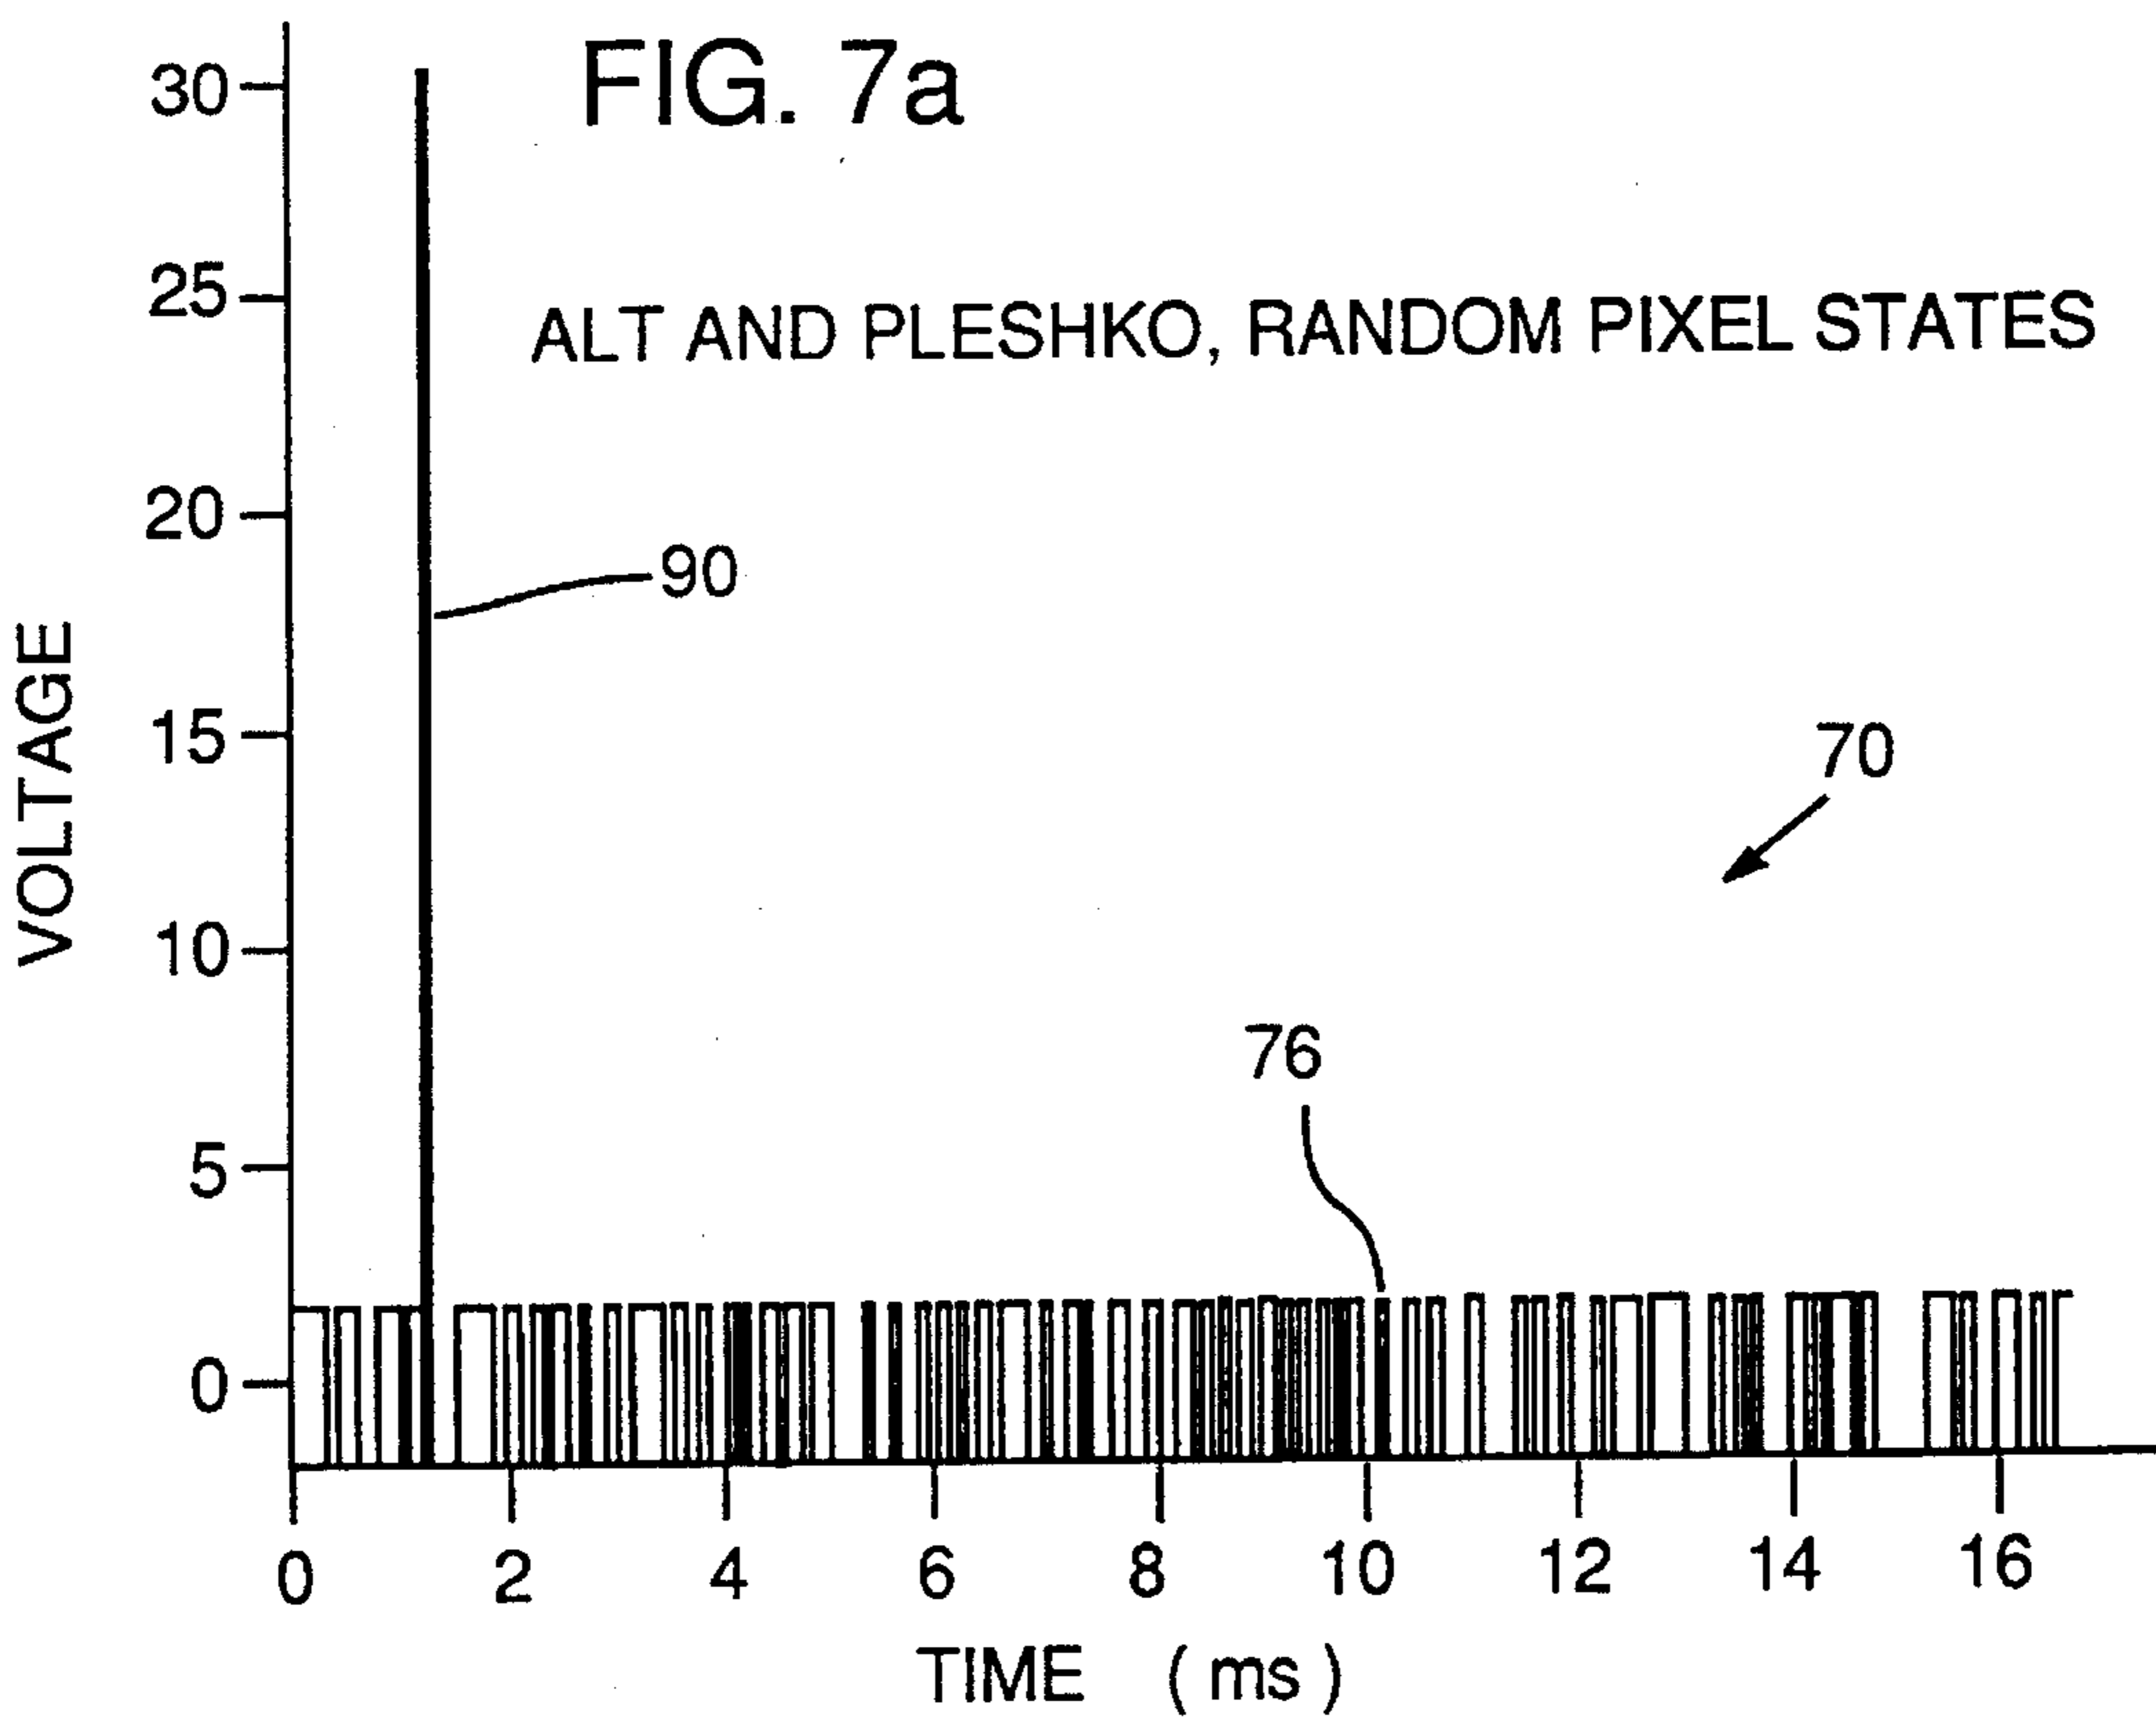 FIG. 7a
30
25
20
15
10
5
0
VOLTAGE
ALT AND PLESHKO, RANDOM PIXEL STATES
90
70
76
0 2 4 6 8 10 12 14 16
TIME (ms)